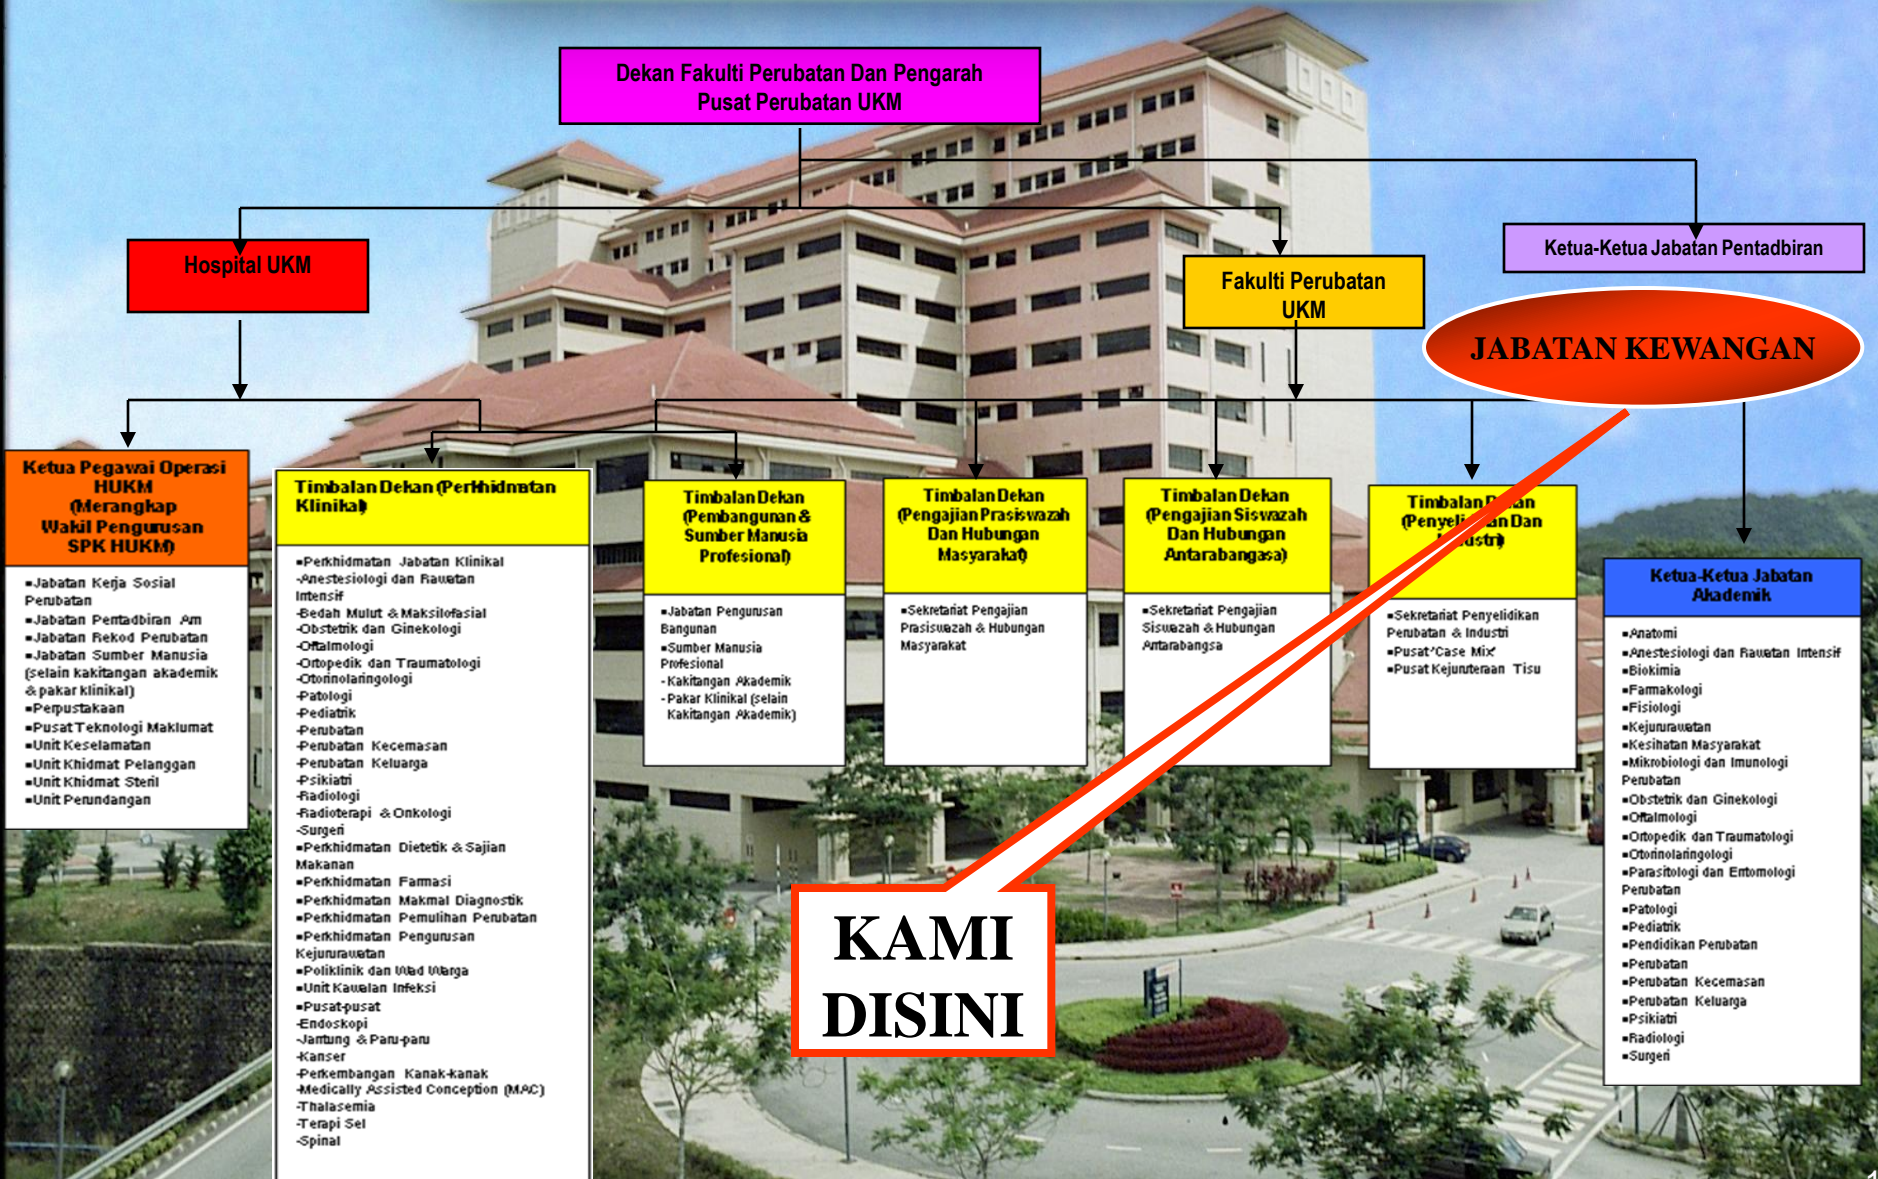 Dekan Fakulti Perubatan Dan Pengarah
Pusat Perubatan UKM
Hospital UKM
Fakulti Perubatan
UKM
Ketua-Ketua Jabatan Pentadbiran
JABATAN KEWANGAN
Ketua Pegawai Operasi
HUKM
(Merangkap
Wakil Pengurusan
SPK HUKM)
▪Jabatan Kerja Sosial
Perubatan
▪Jabatan Pentadbiran Am
▪Jabatan Rekod Perubatan
▪Jabatan Sumber Manusia
(selain kakitangan akademik
& pakar klinikal)
▪Perpustakaan
▪Pusat Teknologi Maklumat
▪Unit Keselamatan
▪Unit Khidmat Pelanggan
▪Unit Khidmat Steril
▪Unit Perundangan
Timbalan Dekan (Perkhidmatan
Klinikal)
▪Perkhidmatan Jabatan Klinikal
-Anestesiologi dan Rawatan
Intensif
-Bedah Mulut & Maksilofasial
-Obstetrik dan Ginekologi
-Oftalmologi
-Ortopedik dan Traumatologi
-Otorinolaringologi
-Patologi
-Pediatrik
-Perubatan
-Perubatan Kecemasan
-Perubatan Keluarga
-Psikiatri
-Radiologi
-Radioterapi & Onkologi
-Surgeri
▪Perkhidmatan Dietetik & Sajian
Makanan
▪Perkhidmatan Farmasi
▪Perkhidmatan Makmal Diagnostik
▪Perkhidmatan Pemulihan Perubatan
▪Perkhidmatan Pengurusan
Kejururawatan
▪Poliklinik dan Wad Warga
▪Unit Kawalan Infeksi
▪Pusat-pusat
-Endoskopi
-Jantung & Paru-paru
-Kanser
-Perkembangan Kanak-kanak
-Medically Assisted Conception (MAC)
-Thalasemia
-Terapi Sel
-Spinal
Timbalan Dekan
(Pembangunan &
Sumber Manusia
Profesional)
▪Jabatan Pengurusan
Bangunan
▪Sumber Manusia
Profesional
- Kakitangan Akademik
- Pakar Klinikal (selain
Kakitangan Akademik)
Timbalan Dekan
(Pengajian Prasiswazah
Dan Hubungan
Masyarakat)
▪Sekretariat Pengajian
Prasiswazah & Hubungan
Masyarakat
Timbalan Dekan
(Pengajian Siswazah
Dan Hubungan
Antarabangasa)
▪Sekretariat Pengajian
Siswazah & Hubungan
Antarabangsa
Timbalan Dekan
(Penyelidikan Dan
Industri)
▪Sekretariat Penyelidikan
Perubatan & Industri
▪Pusat 'Case Mix'
▪Pusat Kejuruteraan Tisu
Ketua-Ketua Jabatan
Akademik
▪Anatomi
▪Anestesiologi dan Rawatan Intensif
▪Biokimia
▪Farmakologi
▪Fisiologi
▪Kejururawatan
▪Kesihatan Masyarakat
▪Mikrobiologi dan Imunologi
Perubatan
▪Obstetrik dan Ginekologi
▪Oftalmologi
▪Ortopedik dan Traumatologi
▪Otorinolaringologi
▪Parasitologi dan Entomologi
Perubatan
▪Patologi
▪Pediatrik
▪Pendidikan Perubatan
▪Perubatan
▪Perubatan Kecemasan
▪Perubatan Keluarga
▪Psikiatri
▪Radiologi
▪Surgeri
KAMI
DISINI